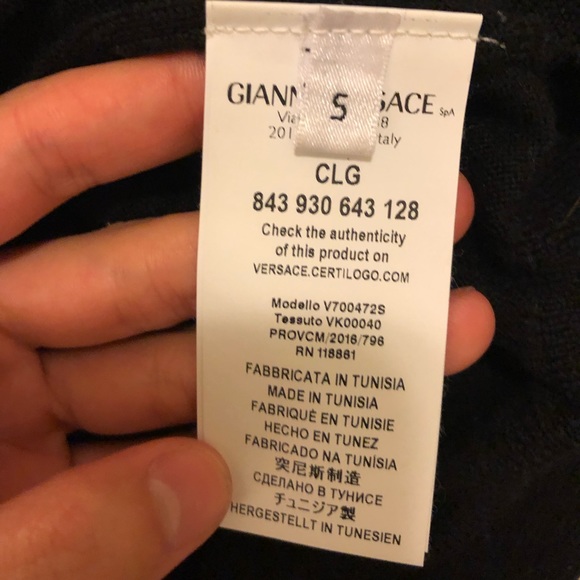 GIANN
SACE SpA
S
Via
8
201
taly
CLG
843 930 643 128
Check the authenticity
of this product on
VERSACE.CERTILOGO.COM
Modello V700472S
Tessuto VK00040
PROVCM/2016/796
RN 118861
FABBRICATA IN TUNISIA
MADE IN TUNISIA
FABRIQUÉ EN TUNISIE
HECHO EN TUNEZ
FABRICADO NA TUNÍSIA
突尼斯制造
СДЕЛАНО В ТУНИСЕ
チュニジア製
HERGESTELLT IN TUNESIEN